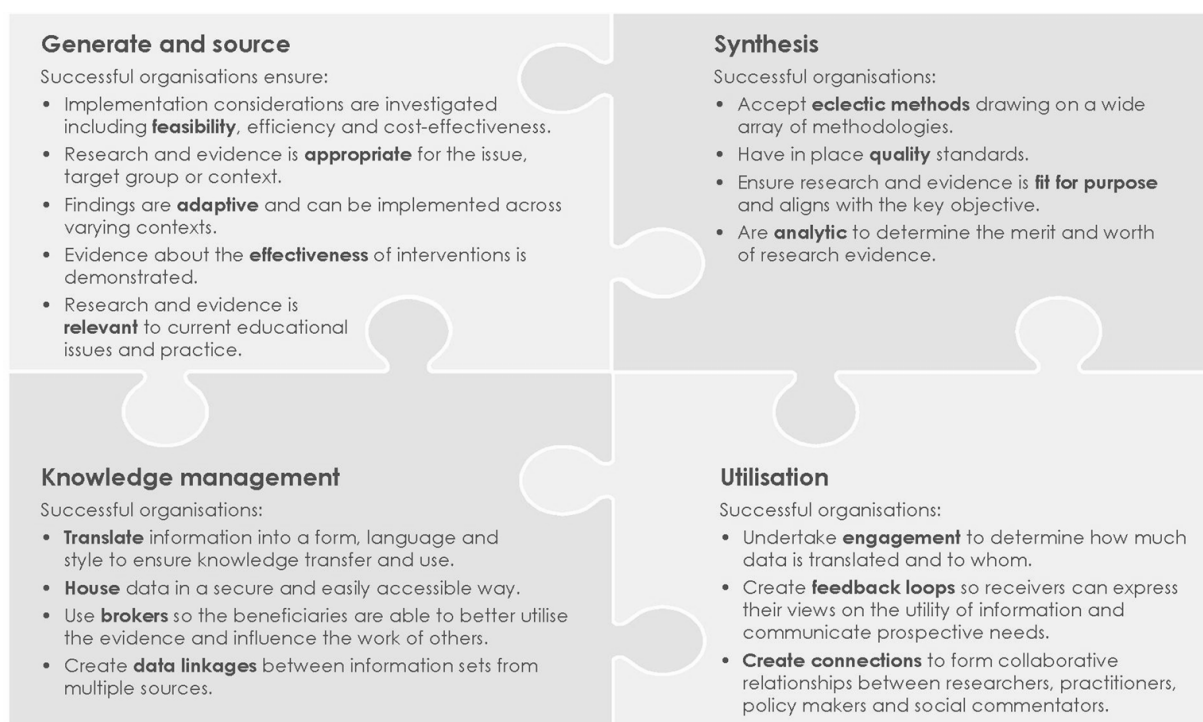 Generate and source
Successful organisations ensure:
• Implementation considerations are investigated
including feasibility, efficiency and cost-effectiveness.
• Research and evidence is appropriate for the issue,
target group or context.
• Findings are adaptive and can be implemented across
varying contexts.
• Evidence about the effectiveness of interventions is
demonstrated.
• Research and evidence is
relevant to current educational
issues and practice.
Synthesis
Successful organisations:
• Accept eclectic methods drawing on a wide
array of methodologies.
• Have in place quality standards.
• Ensure research and evidence is fit for purpose
and aligns with the key objective.
• Are analytic to determine the merit and worth
of research evidence.
Knowledge management
Successful organisations:
• Translate information into a form, language and
style to ensure knowledge transfer and use.
• House data in a secure and easily accessible way.
• Use brokers so the beneficiaries are able to better utilise
the evidence and influence the work of others.
• Create data linkages between information sets from
multiple sources.
Utilisation
Successful organisations:
• Undertake engagement to determine how much
data is translated and to whom.
• Create feedback loops so receivers can express
their views on the utility of information and
communicate prospective needs.
• Create connections to form collaborative
relationships between researchers, practitioners,
policy makers and social commentators.